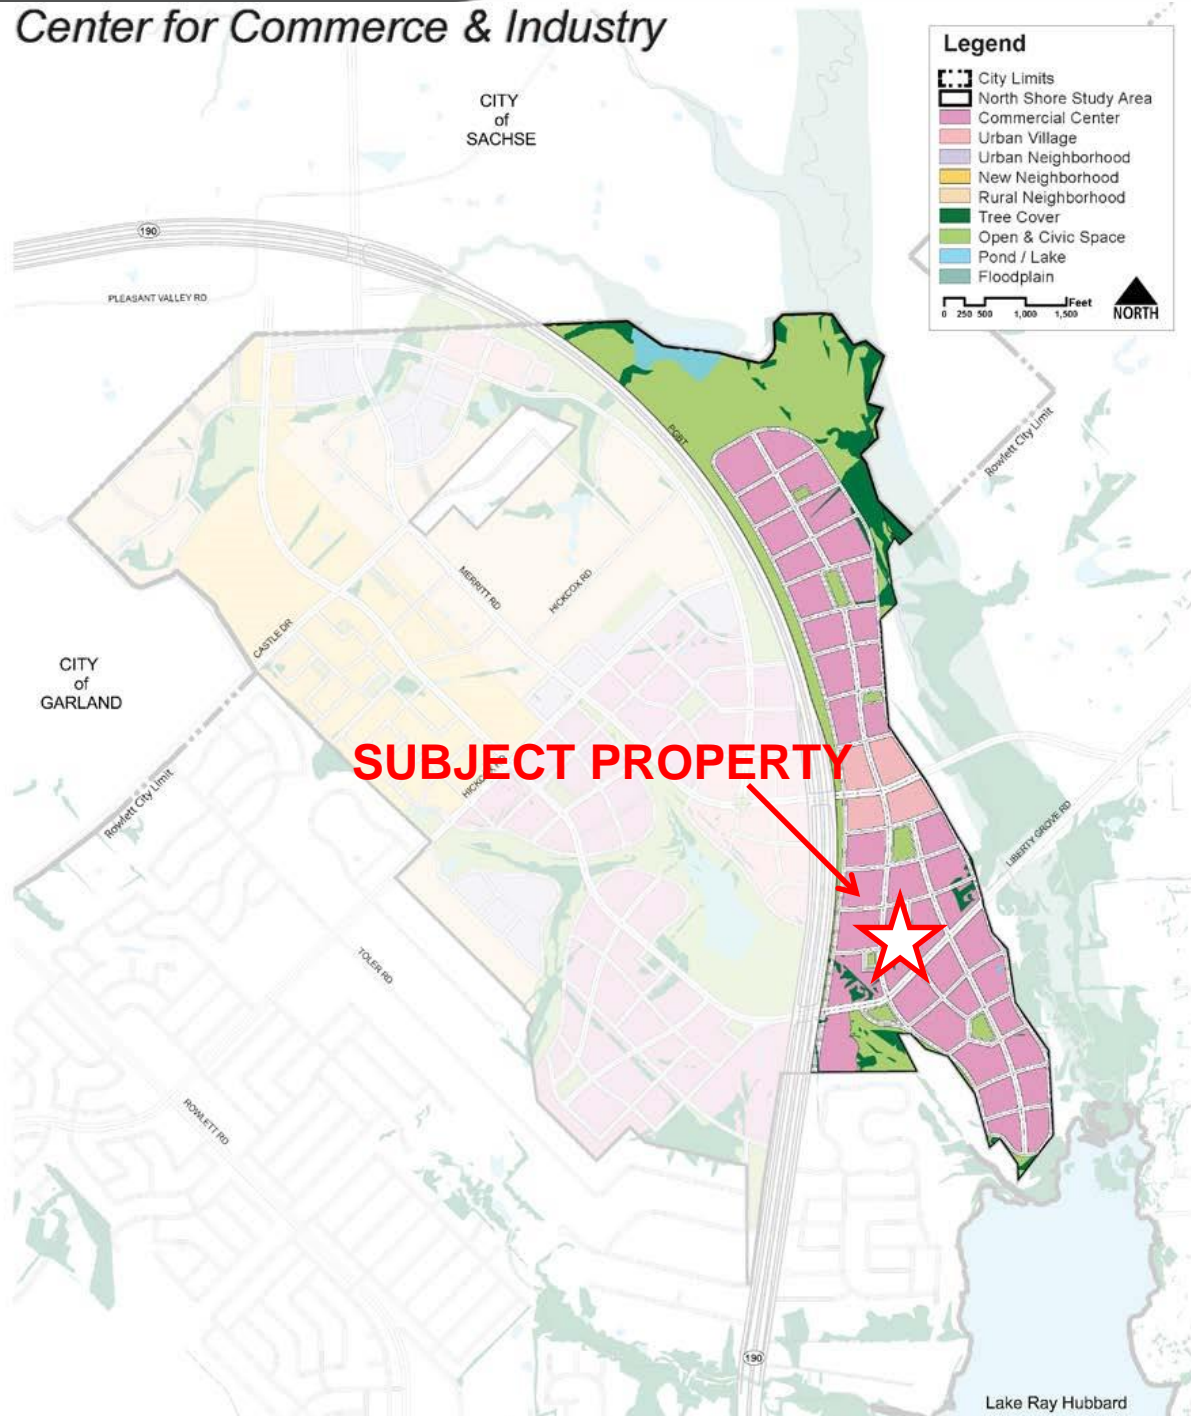 Center for Commerce & Industry
Legend
City Limits
North Shore Study Area
Commercial Center
Urban Village
Urban Neighborhood
New Neighborhood
Rural Neighborhood
Tree Cover
Open & Civic Space
Pond / Lake
Floodplain
0 250 500 1,000 1,500 Feet
NORTH
CITY
of
SACHSE
190
PLEASANT VALLEY RD
PGBT
Rowlett City Limit
MERRITT RD
HICKCOX RD
CASTLE DR
CITY
of
GARLAND
SUBJECT PROPERTY
HICKCOX RD
Rowlett City Limit
LIBERTY GROVE RD
TOLER RD
ROWLETT RD
190
Lake Ray Hubbard